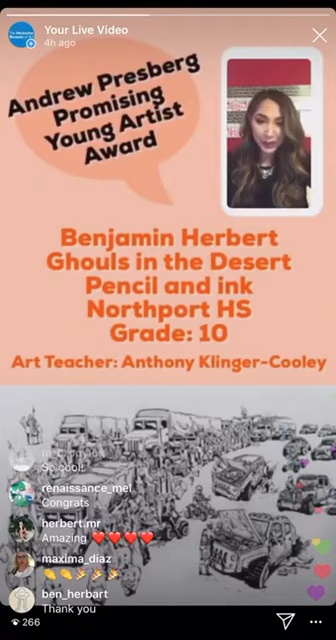 Your Live Video
4h ago
Andrew Presberg
Promising
Young Artist
Award
Benjamin Herbert
Ghouls in the Desert
Pencil and ink
Northport HS
Grade: 10
Art Teacher: Anthony Klinger-Cooley
So cool!
renaissance_mel
Congrats
herbert.mr
Amazing ❤️❤️❤️❤️
maxima_diaz
ben_herbart
Thank you
266